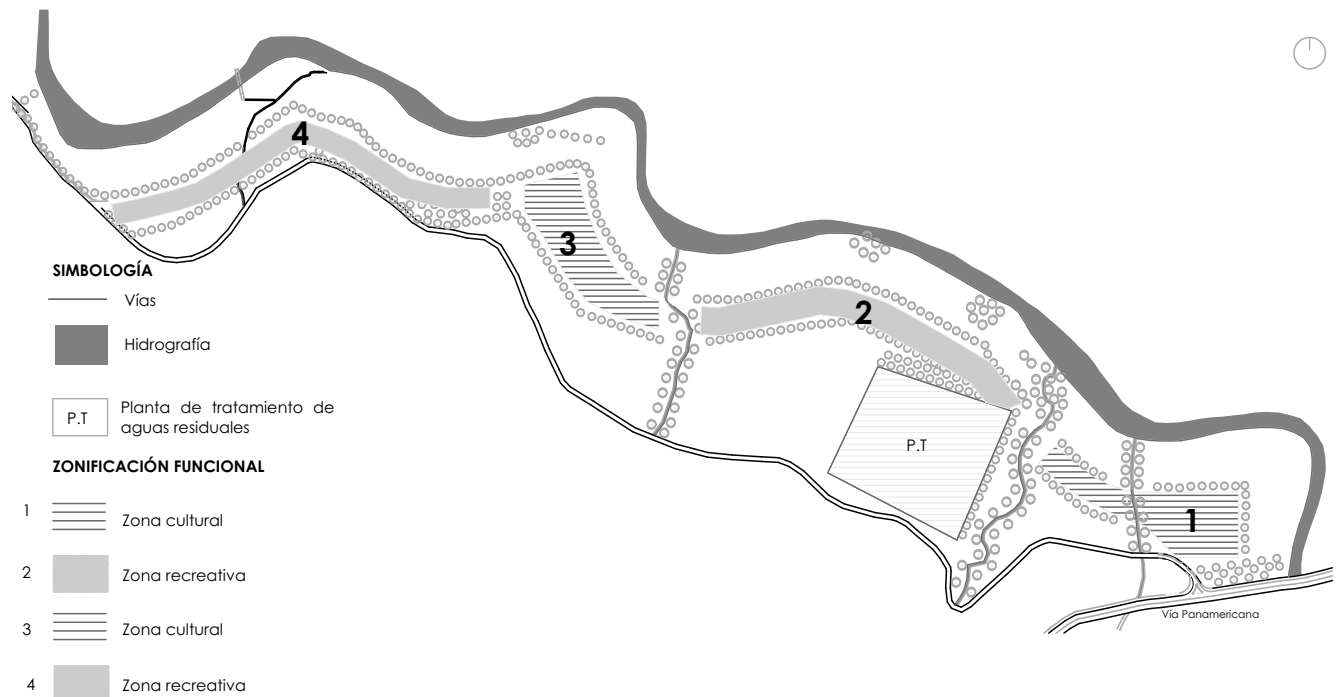 4
3
2
1
P.T
Vía Panamericana
SIMBOLOGÍA
Vías
Hidrografía
P.T
Planta de tratamiento de
aguas residuales
ZONIFICACIÓN FUNCIONAL
1 Zona cultural
2 Zona recreativa
3 Zona cultural
4 Zona recreativa